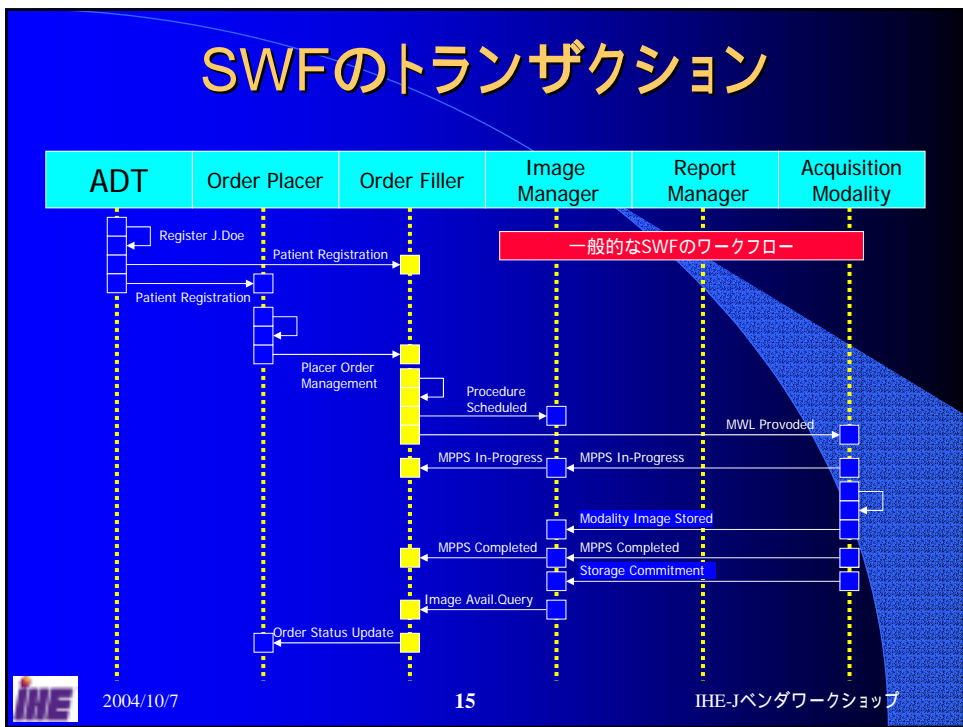 SWFのトランザクション
ADT
Order Placer
Order Filler
Image
Manager
Report
Manager
Acquisition
Modality
Register J.Doe
一般的なSWFのワークフロー
Patient Registration
Patient Registration
Placer Order
Management
Procedure
Scheduled
MWL Provoded
MPPS In-Progress
MPPS In-Progress
Modality Image Stored
MPPS Completed
MPPS Completed
Storage Commitment
Image Avail.Query
Order Status Update
IHE
2004/10/7
15
IHE-Jベンダワークショップ